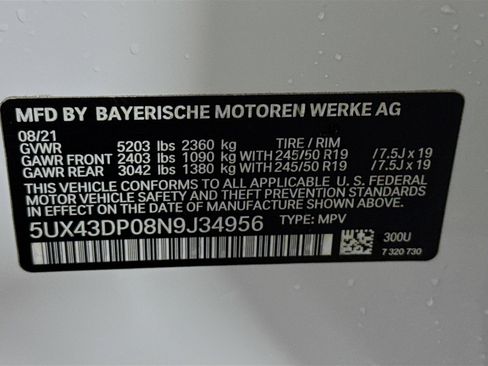 MFD BY BAYERISCHE MOTOREN WERKE AG
08/21
GVWR 5203 lbs 2360 kg TIRE / RIM
GAWR FRONT 2403 lbs 1090 kg WITH 245/50 R19 /7.5J x 19
GAWR REAR 3042 lbs 1380 kg WITH 245/50 R19 /7.5J x 19
THIS VEHICLE CONFORMS TO ALL APPLICABLE U. S. FEDERAL
MOTOR VEHICLE SAFETY AND THEFT PREVENTION STANDARDS
IN EFFECT ON THE DATE OF MANUFACTURE SHOWN ABOVE.
5UX43DP08N9J34956 TYPE: MPV
300U
7 320 730